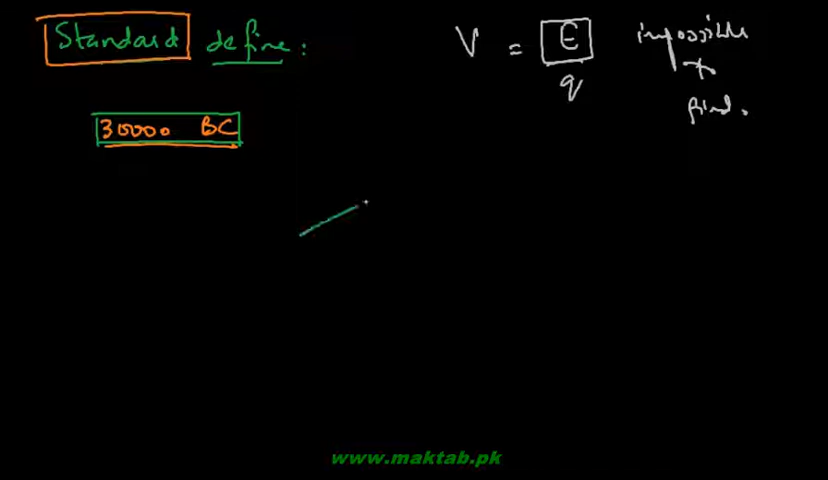 Standard define :
V = E
q
impossible
to
find.
30000 BC
www.maktab.pk